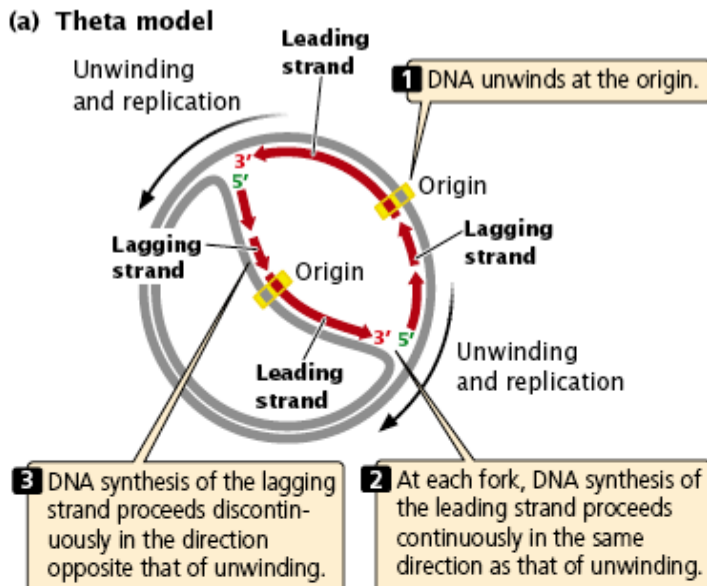 (a) Theta model
Unwinding
and replication
Leading
strand
1 DNA unwinds at the origin.
3’
5’
Origin
Lagging
strand
Lagging
strand
Origin
3’ 5’
Leading
strand
Unwinding
and replication
3 DNA synthesis of the lagging
strand proceeds discontin-
uously in the direction
opposite that of unwinding.
2 At each fork, DNA synthesis of
the leading strand proceeds
continuously in the same
direction as that of unwinding.